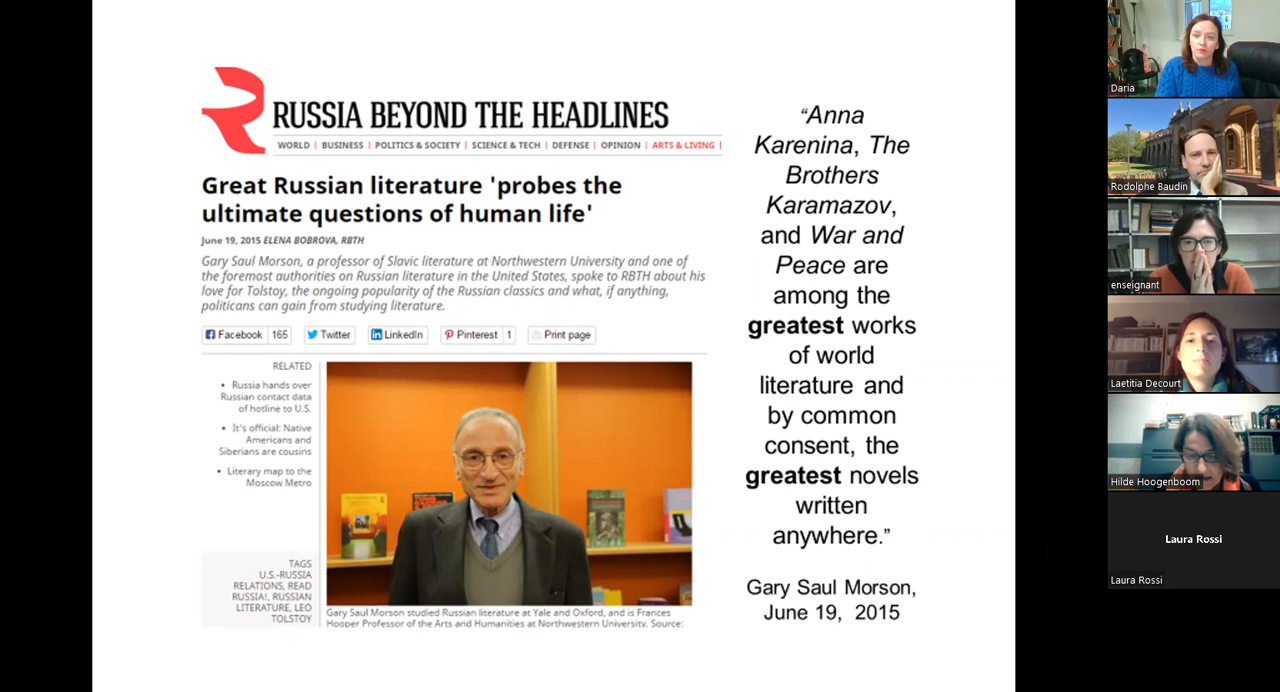 RUSSIA BEYOND THE HEADLINES
WORLD | BUSINESS | POLITICS & SOCIETY | SCIENCE & TECH | DEFENSE | OPINION | ARTS & LIVING |
Great Russian literature 'probes the
ultimate questions of human life'
June 19, 2015 ELENA BOBROVA, RBTH
Gary Saul Morson, a professor of Slavic literature at Northwestern University and one of
the foremost authorities on Russian literature in the United States, spoke to RBTH about his
love for Tolstoy, the ongoing popularity of the Russian classics and what, if anything,
politicans can gain from studying literature.
Facebook 165 Twitter LinkedIn Pinterest 1 Print page
RELATED
• Russia hands over
Russian contact data
of hotline to U.S.
• It's official: Native
Americans and
Siberians are cousins
• Literary map to the
Moscow Metro
TAGS
U.S.-RUSSIA
RELATIONS, READ
RUSSIA!, RUSSIAN
LITERATURE, LEO
TOLSTOY
Gary Saul Morson studied Russian literature at Yale and Oxford, and is Frances
Hooper Professor of the Arts and Humanities at Northwestern University. Source:
“Anna
Karenina, The
Brothers
Karamazov,
and War and
Peace are
among the
greatest works
of world
literature and
by common
consent, the
greatest novels
written
anywhere.”
Gary Saul Morson,
June 19, 2015
Daria
Rodolphe Baudin
enseignant
Laetitia Decourt
Hilde Hoogenboom
Laura Rossi
Laura Rossi